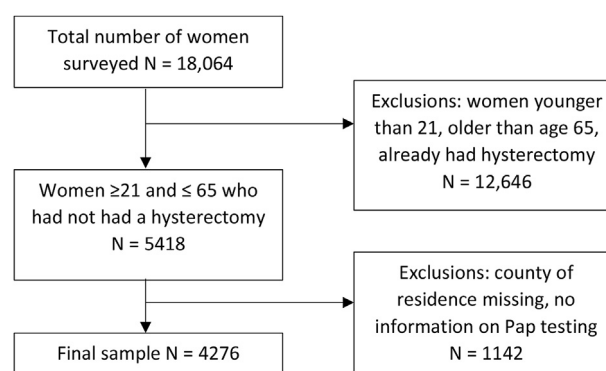 Total number of women
surveyed N = 18,064
Exclusions: women younger
than 21, older than age 65,
already had hysterectomy
N = 12,646
Women ≥21 and ≤ 65 who
had not had a hysterectomy
N = 5418
Exclusions: county of
residence missing, no
information on Pap testing
N = 1142
Final sample N = 4276